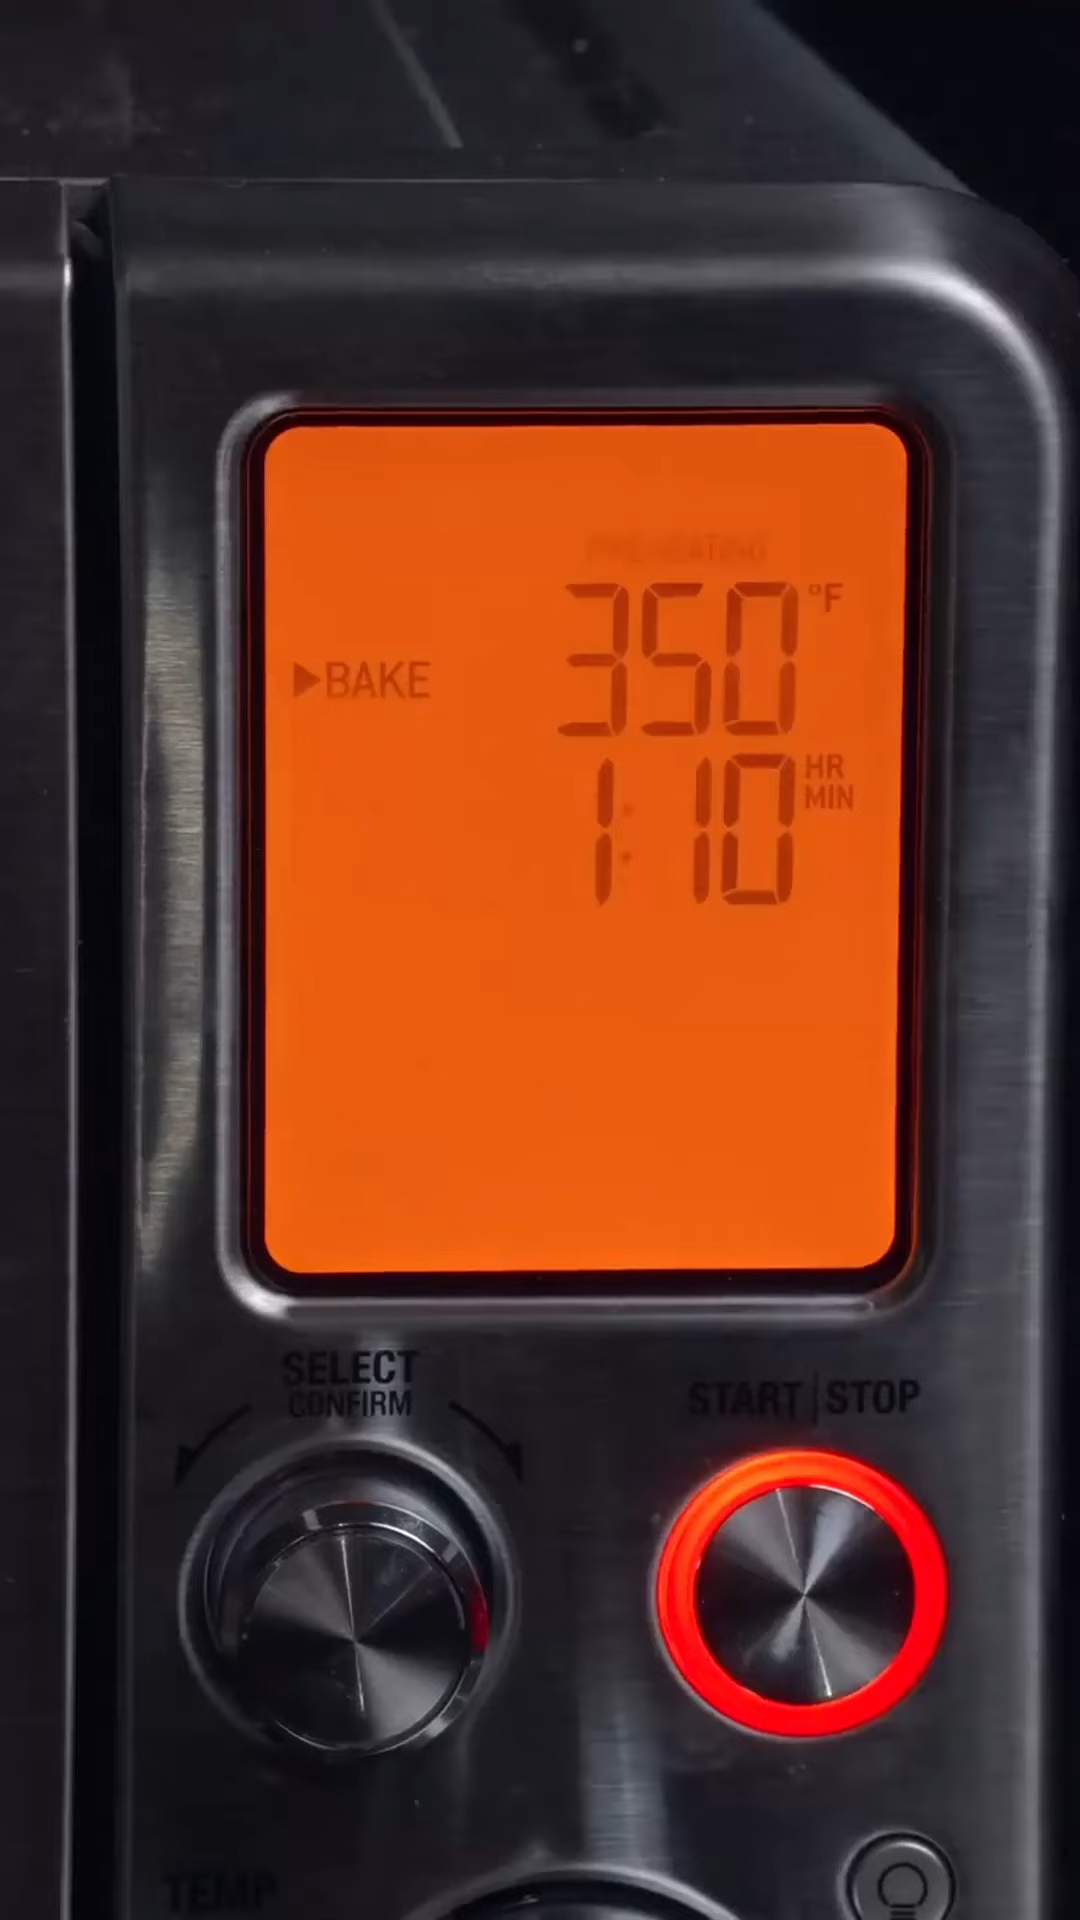 PREHEATING
350 °F
▶BAKE
1:10 HR MIN
SELECT
CONFIRM
START | STOP
TEMP